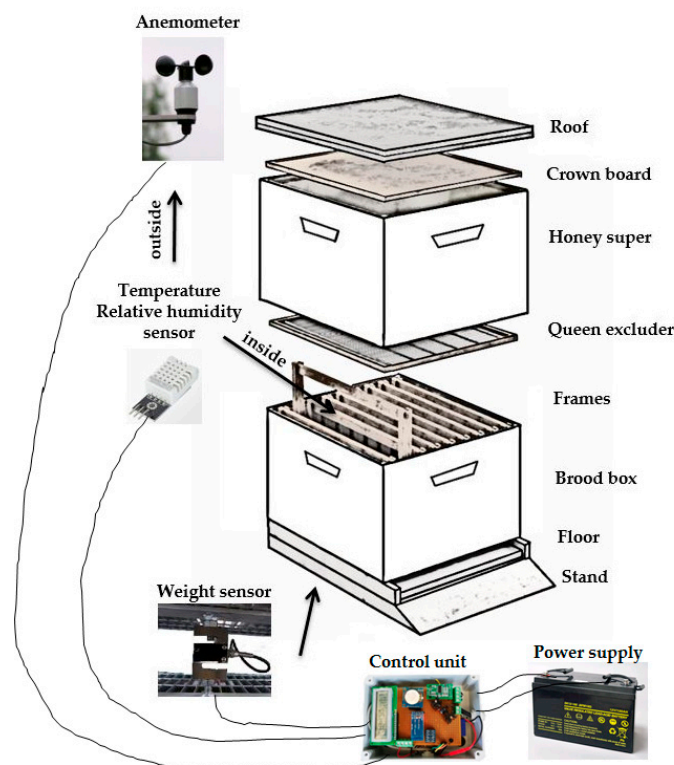 Anemometer
Roof
Crown board
outside
Honey super
Temperature
Relative humidity
sensor
Queen excluder
inside
Frames
Brood box
Floor
Weight sensor
Stand
Control unit
Power supply